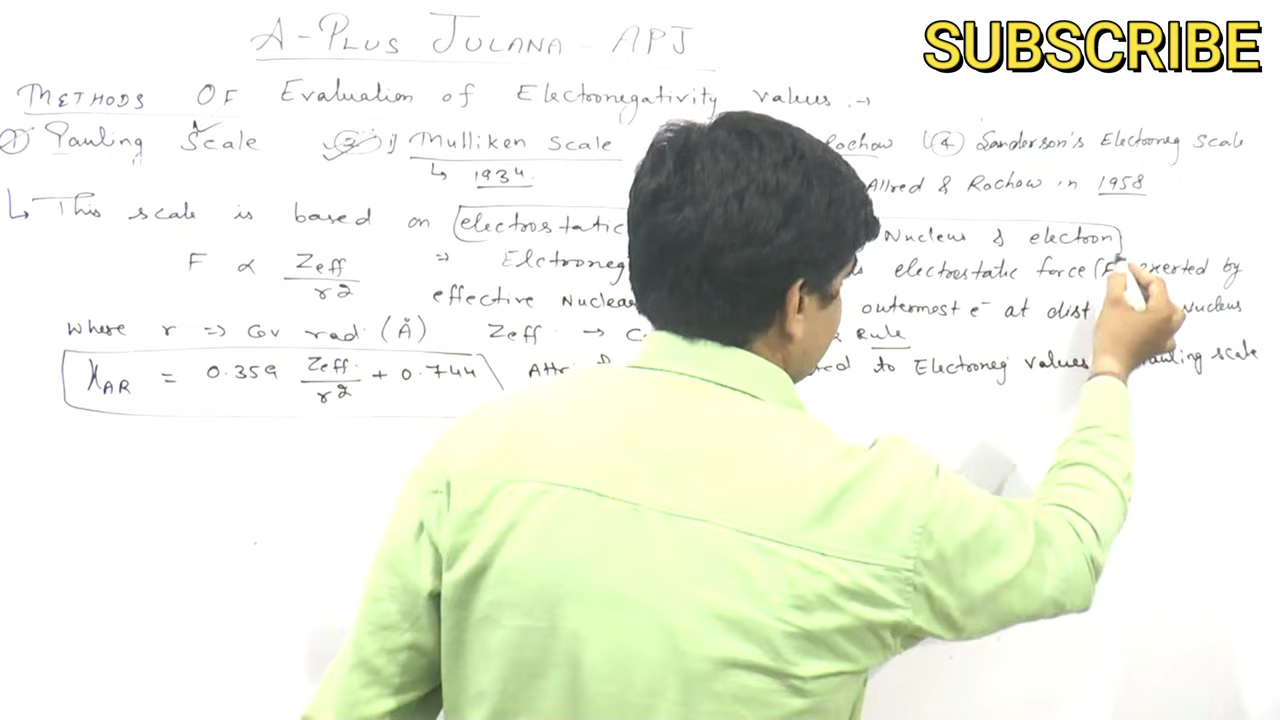 A-PLUS JULANA - APJ
SUBSCRIBE
METHODS OF Evaluation of Electronegativity values :→
① Pauling Scale ② Mulliken Scale Rochow ④ Sanderson's Electroneg Scale
↳ 1934. Allred & Rochow in 1958
↳ This scale is based on electrostatic Nucleus & electron
F ∝ Zeff / r2 ⇒ Elctroneg electrostatic force (F) exerted by
effective Nuclear outermost e- at dist Nucleus
where r ⇒ Cov rad (Å) Zeff → Rule
XAR = 0.359 Zeff / r2 + 0.744 to Electroneg values Pauling scale